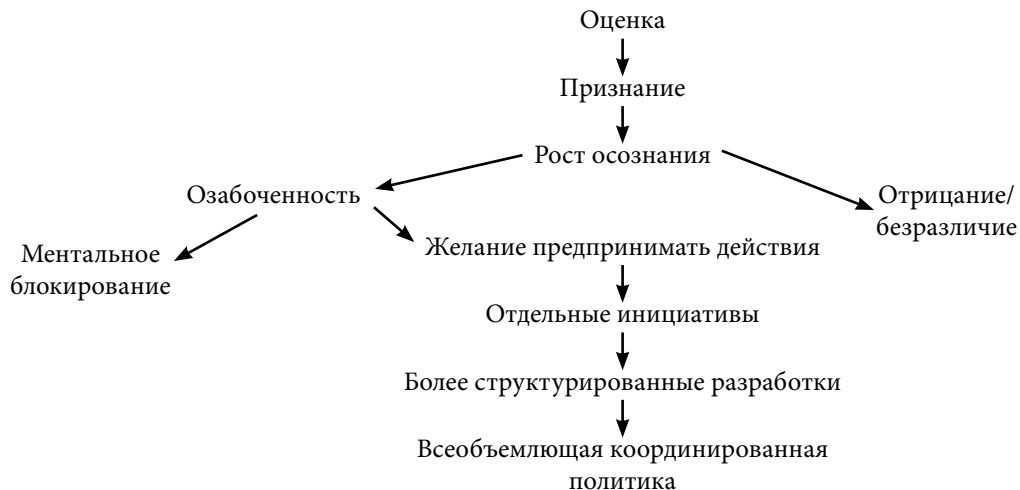 Оценка
Признание
Рост осознания
Озабоченность
Отрицание/
безразличие
Ментальное
блокирование
Желание предпринимать действия
Отдельные инициативы
Более структурированные разработки
Всеобъемлющая координированная
политика